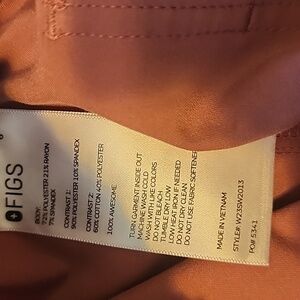 FIGS
BODY:
72% POLYESTER 21% RAYON
7% SPANDEX
CONTRAST 1:
90% POLYESTER 10% SPANDEX
CONTRAST 2:
60% COTTON 40% POLYESTER
100% AWESOME
TURN GARMENT INSIDE OUT
MACHINE WASH COLD
WASH WITH LIKE COLORS
DO NOT BLEACH
TUMBLE DRY LOW
LOW HEAT IRON IF NEEDED
DO NOT DRY CLEAN
DO NOT USE FABRIC SOFTENER
MADE IN VIETNAM
STYLE#: W23SW2013
PO# 5341